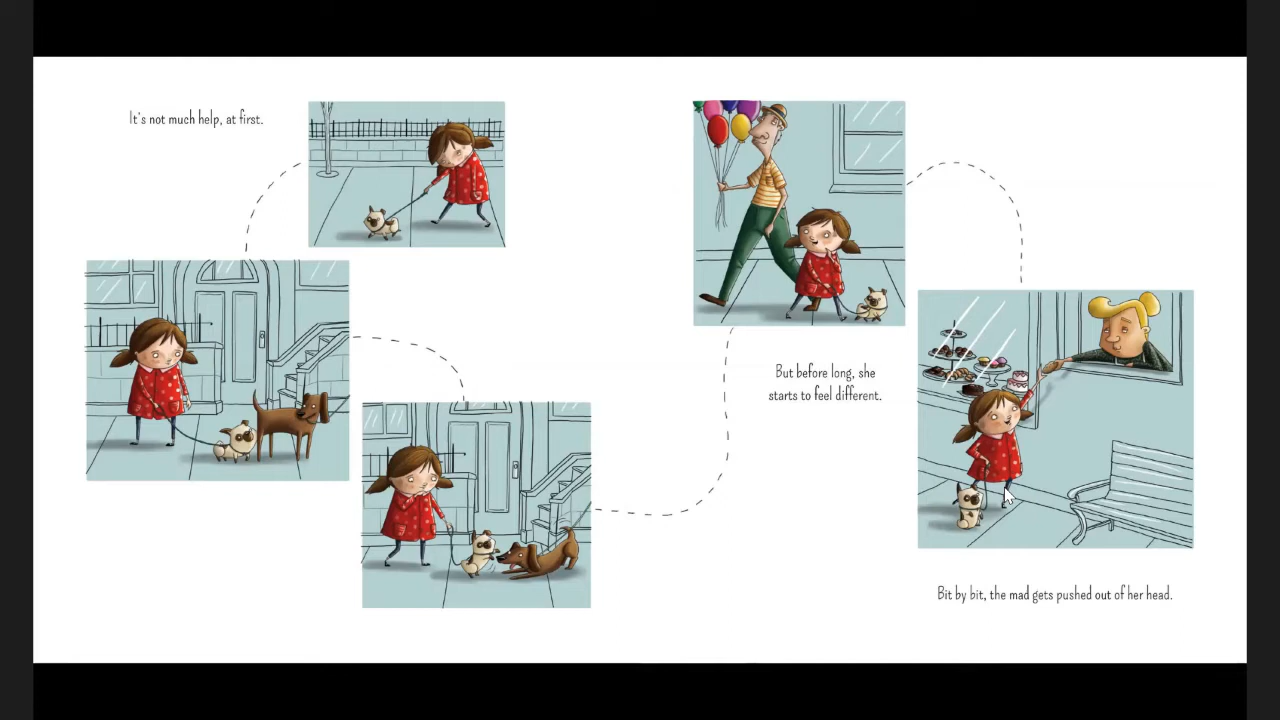 It's not much help, at first.
But before long, she
starts to feel different.
Bit by bit, the mad gets pushed out of her head.